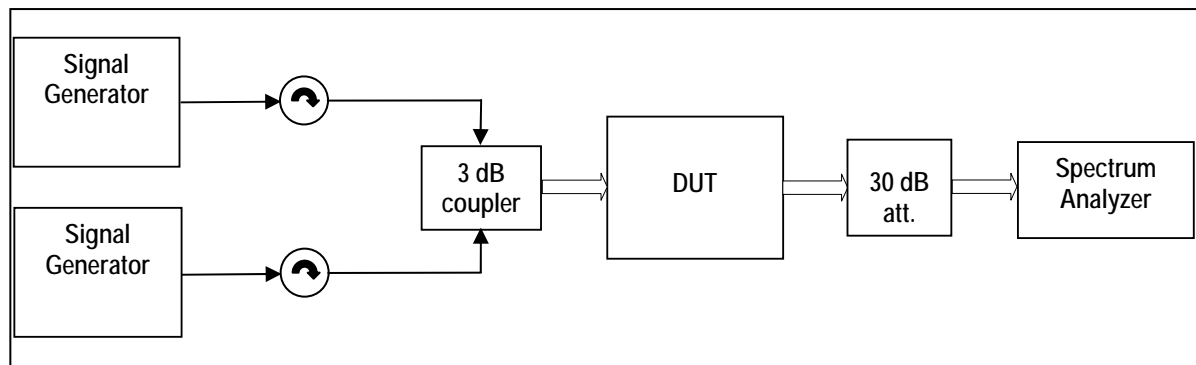 Signal
Generator
3 dB
coupler
DUT
30 dB
att.
Spectrum
Analyzer
Signal
Generator